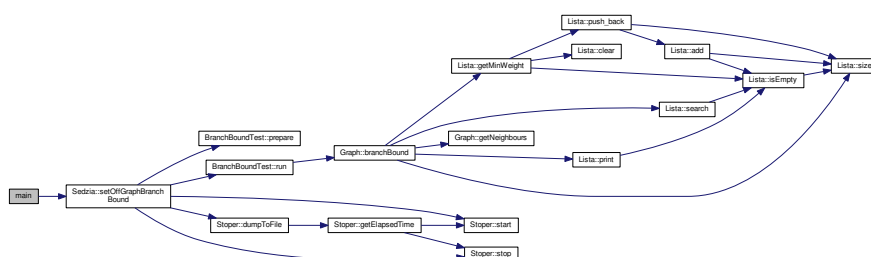 Lista::push_back
Lista::clear
Lista::add
Lista::getMinWeight
Lista::size
Lista::isEmpty
Lista::search
BranchBoundTest::prepare
Graph::getNeighbours
Graph::branchBound
Lista::print
BranchBoundTest::run
main
Sedzia::setOffGraphBranch
Bound
Stoper::dumpToFile
Stoper::getElapsedTime
Stoper::start
Stoper::stop